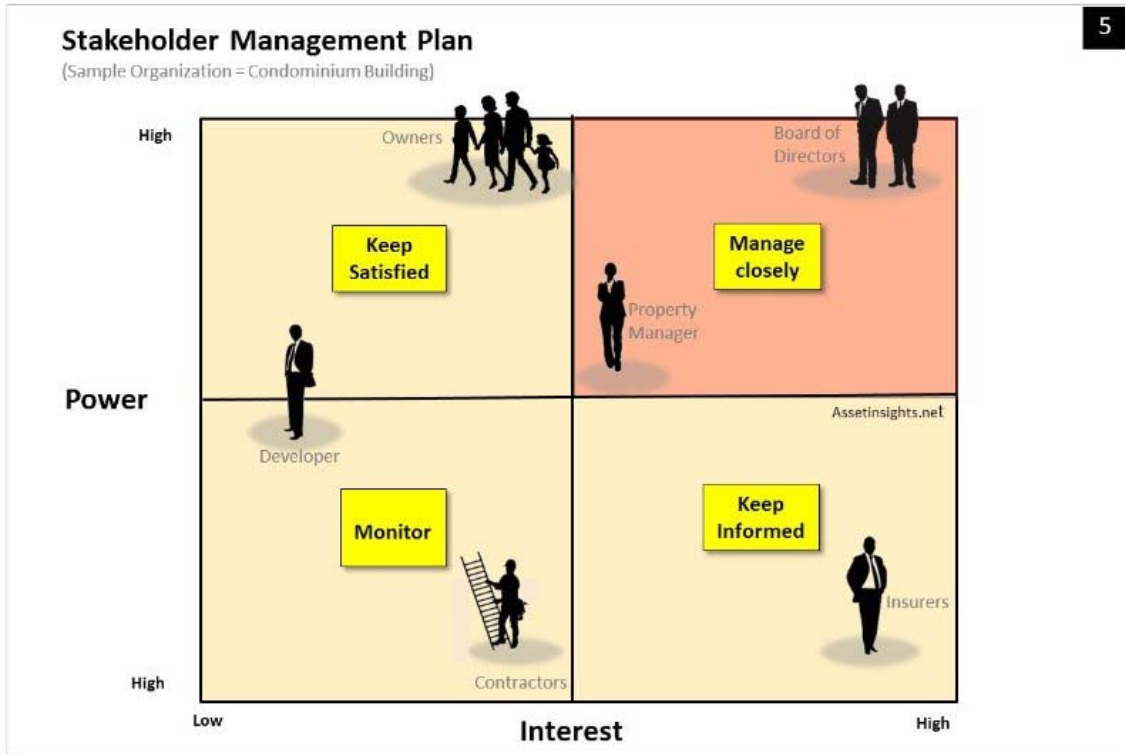 5
Stakeholder Management Plan
(Sample Organization = Condominium Building)
High
Owners
Board of
Directors
Keep
Satisfied
Manage
closely
Property
Manager
Power
Assetinsights.net
Developer
Monitor
Keep
Informed
Insurers
Contractors
High
Low
Interest
High